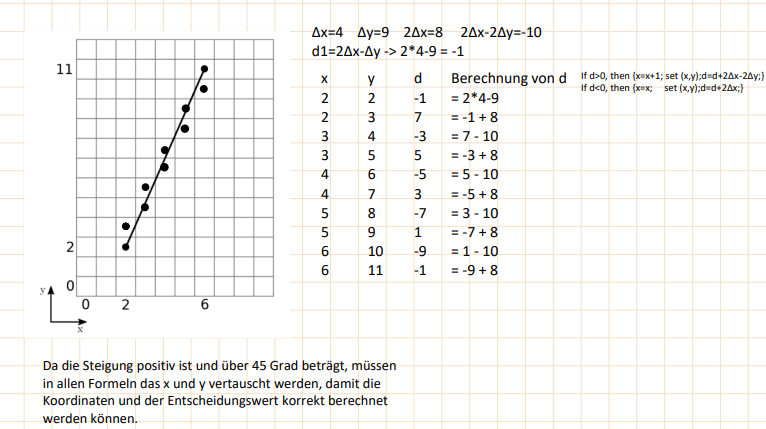 Δx=4 Δy=9 2Δx=8 2Δx-2Δy=-10
d1=2Δx-Δy -> 2*4-9 = -1
x y d Berechnung von d
2 2 -1 = 2*4-9
2 3 7 = -1 + 8
3 4 -3 = 7 - 10
3 5 5 = -3 + 8
4 6 -5 = 5 - 10
4 7 3 = -5 + 8
5 8 -7 = 3 - 10
5 9 1 = -7 + 8
6 10 -9 = 1 - 10
6 11 -1 = -9 + 8
If d>0, then {x=x+1; set (x,y);d=d+2Δx-2Δy;}
If d<0, then {x=x; set (x,y);d=d+2Δx;}
11
2
0
y
0 2 6
x
Da die Steigung positiv ist und über 45 Grad beträgt, müssen
in allen Formeln das x und y vertauscht werden, damit die
Koordinaten und der Entscheidungswert korrekt berechnet
werden können.